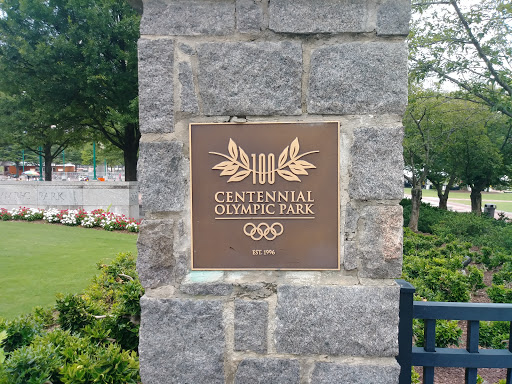 100
CENTENNIAL
OLYMPIC PARK
EST. 1996